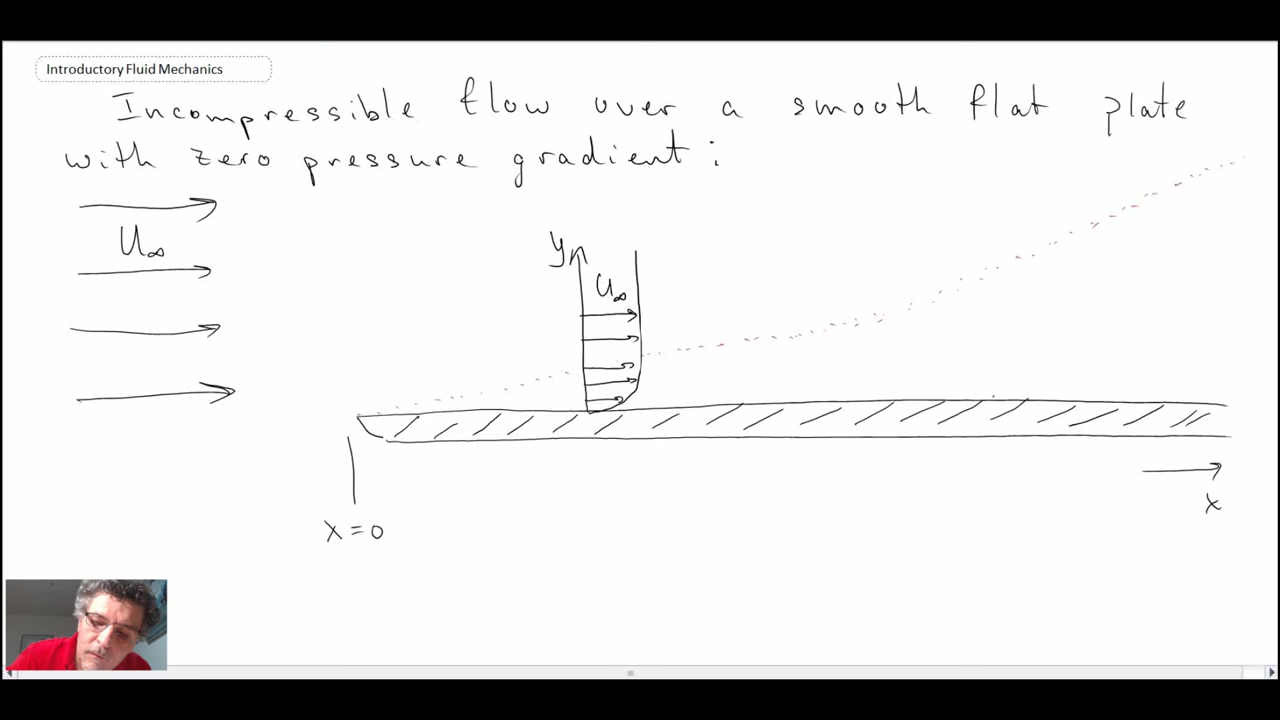 Introductory Fluid Mechanics
Incompressible flow over a smooth flat plate
with zero pressure gradient :
U∞
y
U∞
x
x = 0